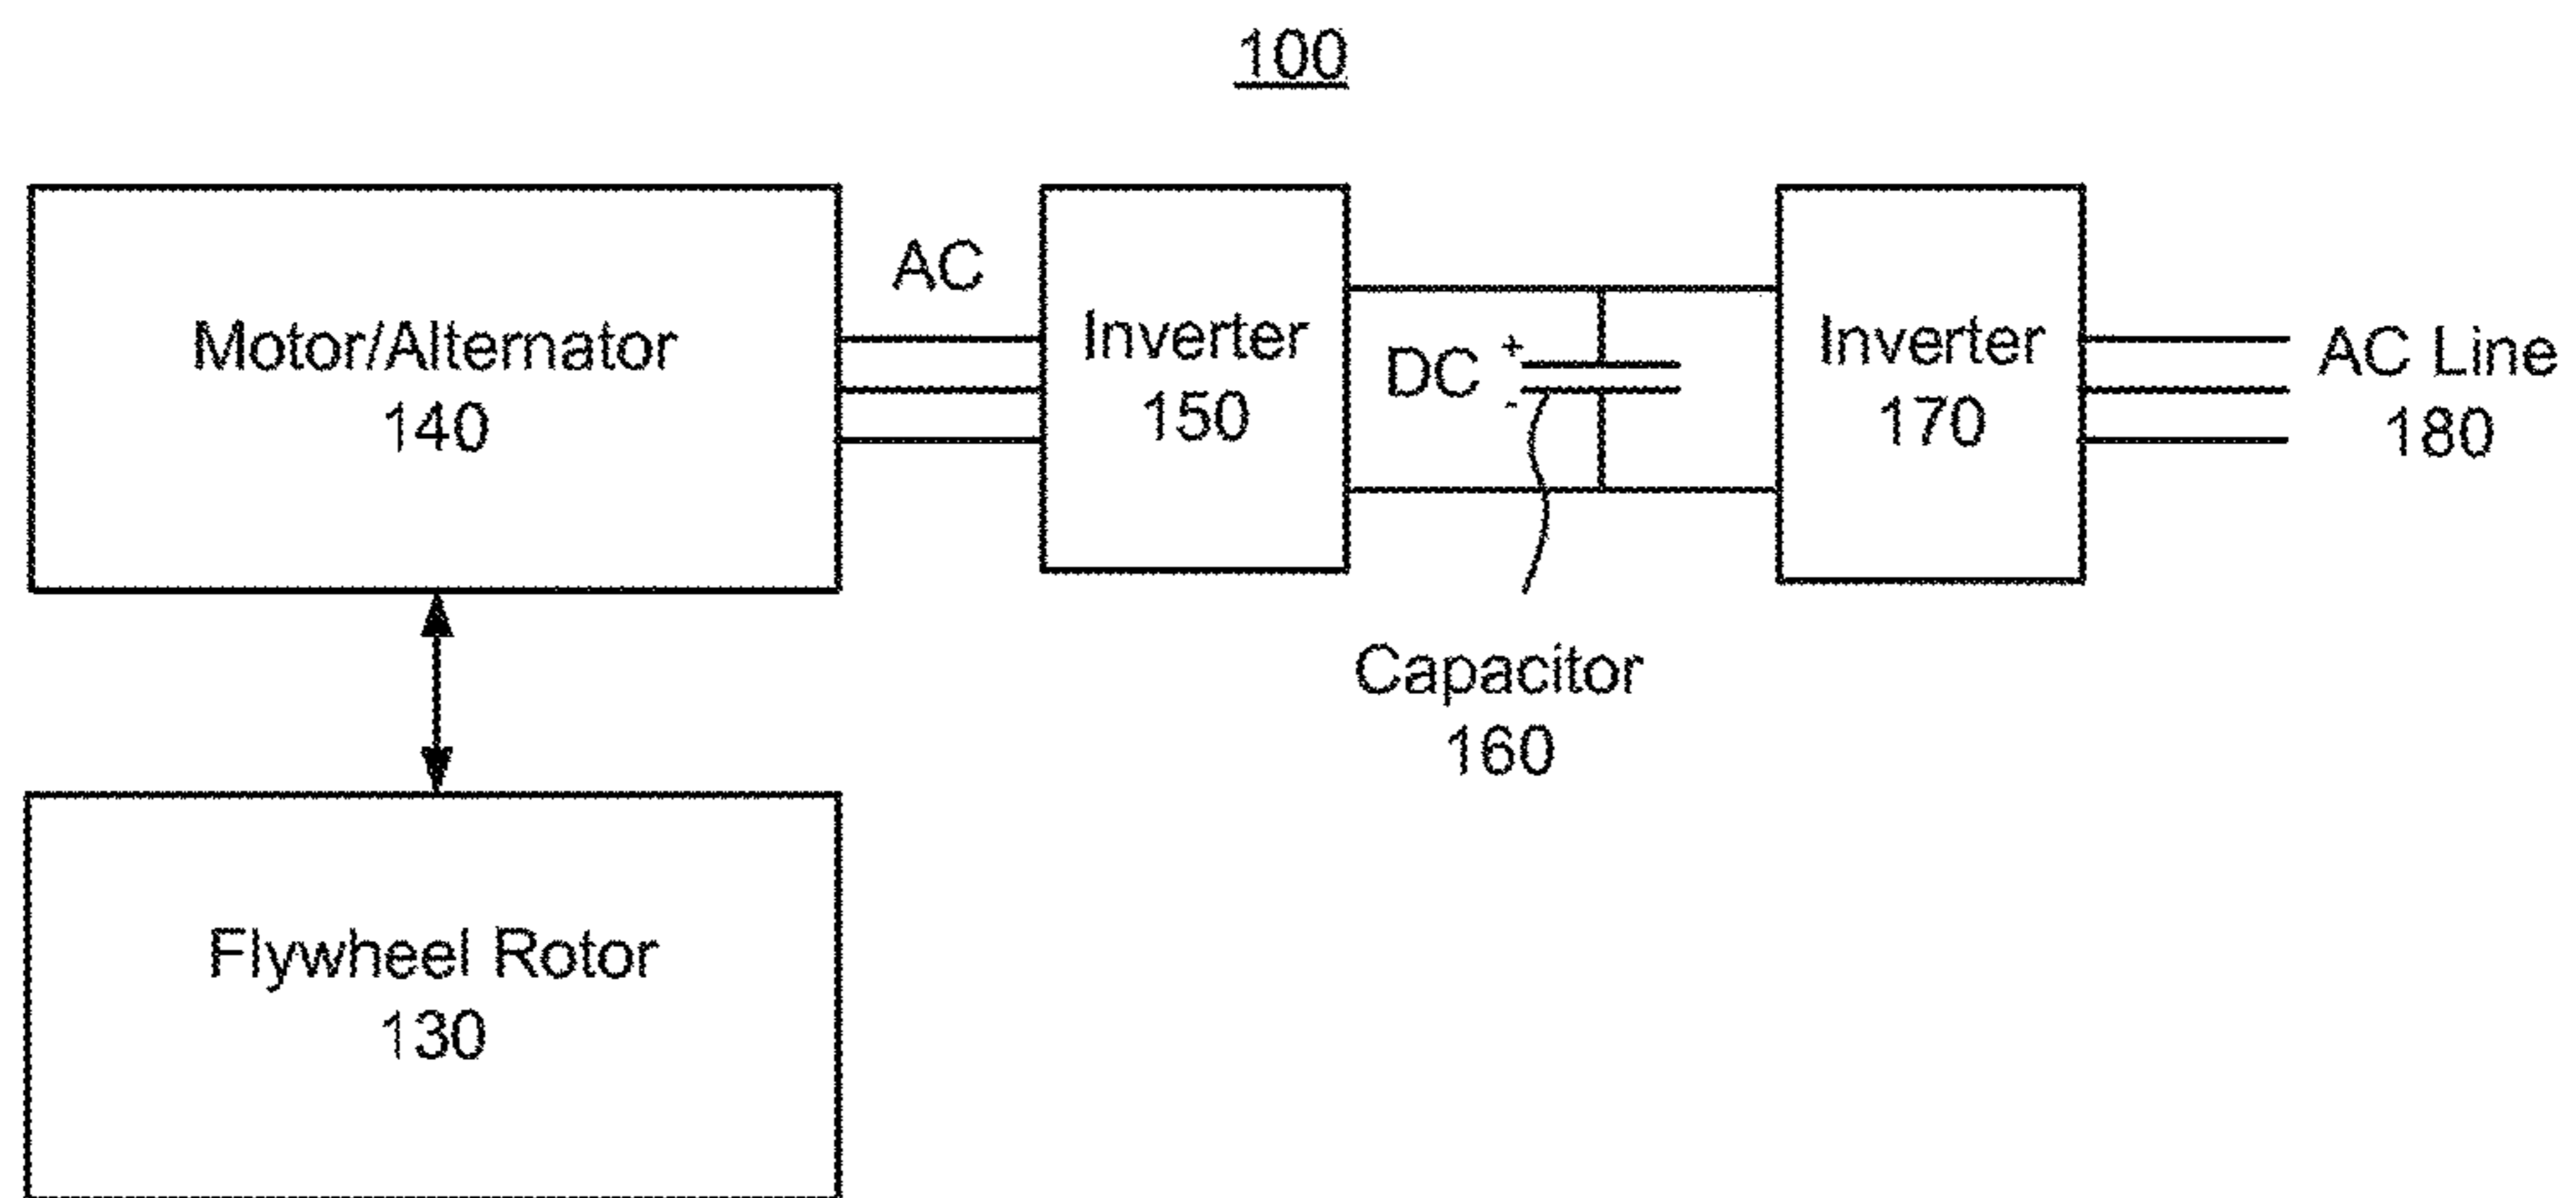 100
Motor/Alternator
140
AC
Inverter
150
DC
+
-
Inverter
170
AC Line
180
Capacitor
160
Flywheel Rotor
130